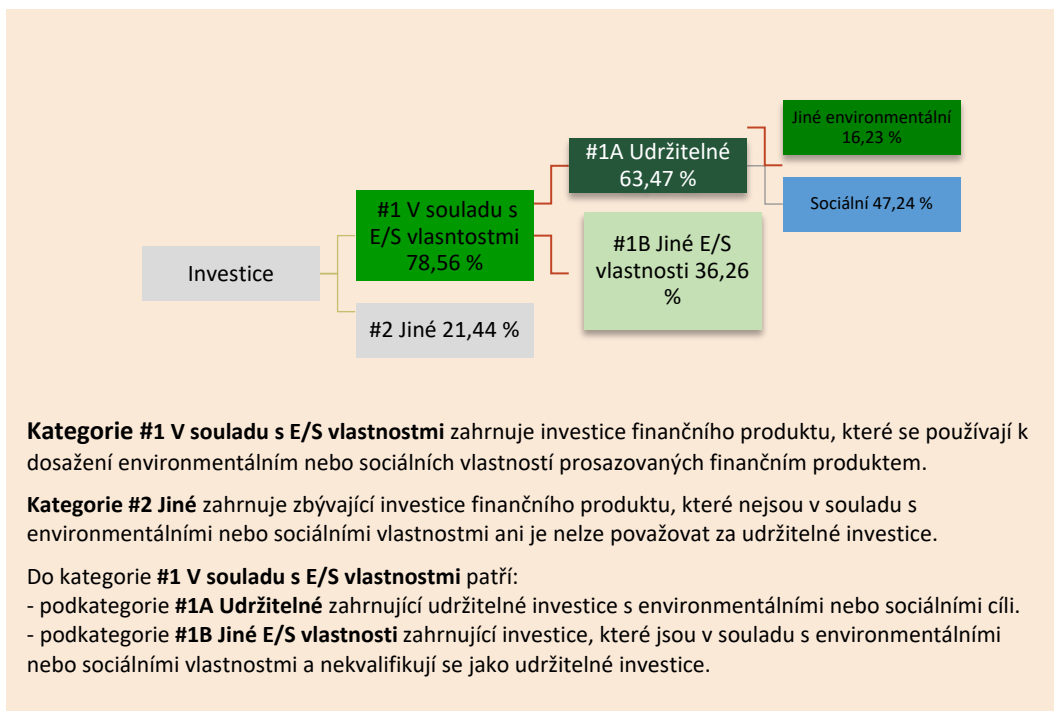 Jiné environmentální
16,23 %
#1A Udržitelné
63,47 %
Sociální 47,24 %
#1 V souladu s
E/S vlasntostmi
78,56 %
#1B Jiné E/S
vlastnosti 36,26
%
Investice
#2 Jiné 21,44 %
Kategorie #1 V souladu s E/S vlastnostmi zahrnuje investice finančního produktu, které se používají k
dosažení environmentálním nebo sociálních vlastností prosazovaných finančním produktem.
Kategorie #2 Jiné zahrnuje zbývající investice finančního produktu, které nejsou v souladu s
environmentálními nebo sociálními vlastnostmi ani je nelze považovat za udržitelné investice.
Do kategorie #1 V souladu s E/S vlastnostmi patří:
- podkategorie #1A Udržitelné zahrnující udržitelné investice s environmentálními nebo sociálními cíli.
- podkategorie #1B Jiné E/S vlastnosti zahrnující investice, které jsou v souladu s environmentálními
nebo sociálními vlastnostmi a nekvalifikují se jako udržitelné investice.